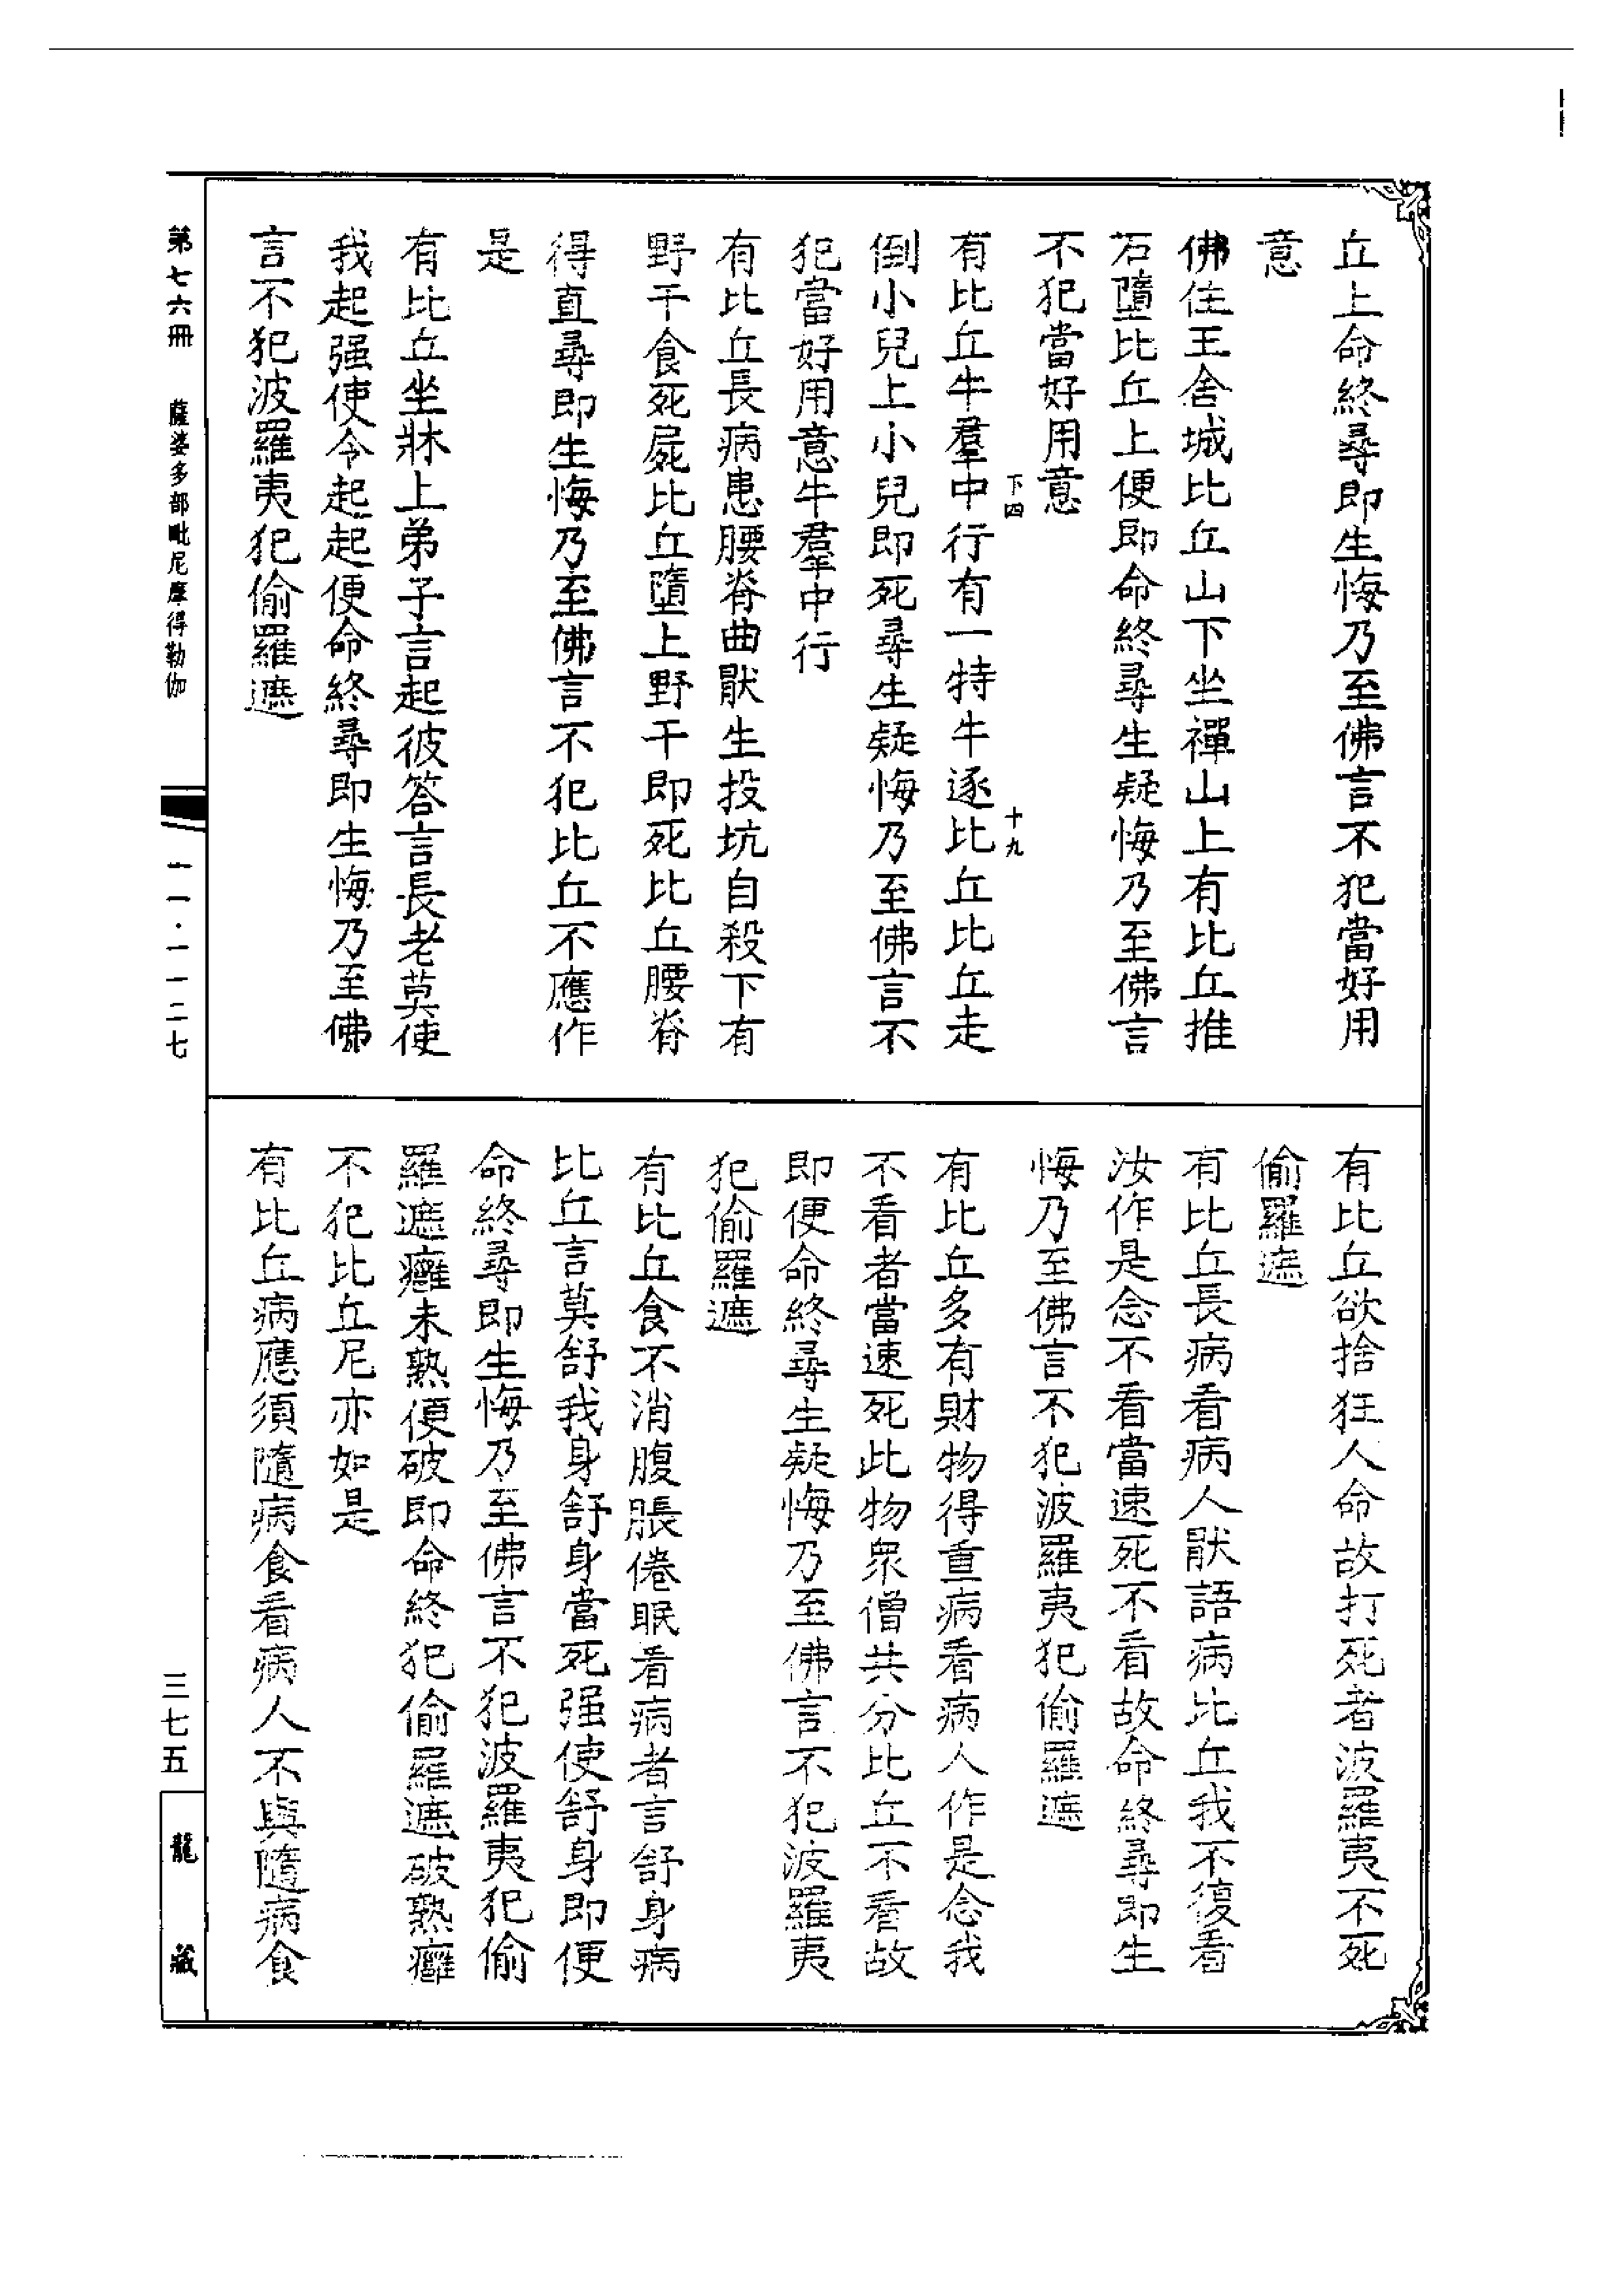 丘上命終尋即生悔乃至佛言不犯當好用
意
佛住王舍城比丘山下坐禪山上有比丘推
石墮比丘上便即命終尋生疑悔乃至佛言
不犯當好用意
下四
十九
有比丘牛羣中行有一特牛逐比丘比丘走
倒小兒上小兒即死尋生疑悔乃至佛言不
犯當好用意牛羣中行
有比丘長病患腰脊曲猒生投坑自殺下有
野干食死屍比丘墮上野干即死比丘腰脊
得直尋即生悔乃至佛言不犯比丘不應作
是
有比丘坐牀上弟子言起彼答言長老莫使
我起强使令起起便命終尋即生悔乃至佛
言不犯波羅夷犯偷羅遮
有比丘欲捨狂人命故打死者波羅夷不死
偷羅遮
有比丘長病看病人猒語病比丘我不復看
汝作是念不看當速死不看故命終尋即生
悔乃至佛言不犯波羅夷犯偷羅遮
有比丘多有財物得重病看病人作是念我
不看者當速死此物眾僧共分比丘不看故
即便命終尋生疑悔乃至佛言不犯波羅夷
犯偷羅遮
有比丘食不消腹脹倦眠看病者言舒身病
比丘言莫舒我身舒身當死强使舒身即便
命終尋即生悔乃至佛言不犯波羅夷犯偷
羅遮癰未熟便破即命終犯偷羅遮破熟癰
不犯比丘尼亦如是
有比丘病應須隨病食看病人不與隨病食
第七六冊 薩婆多部毗尼摩得勒伽
一一·一一二七
三七五
龍藏